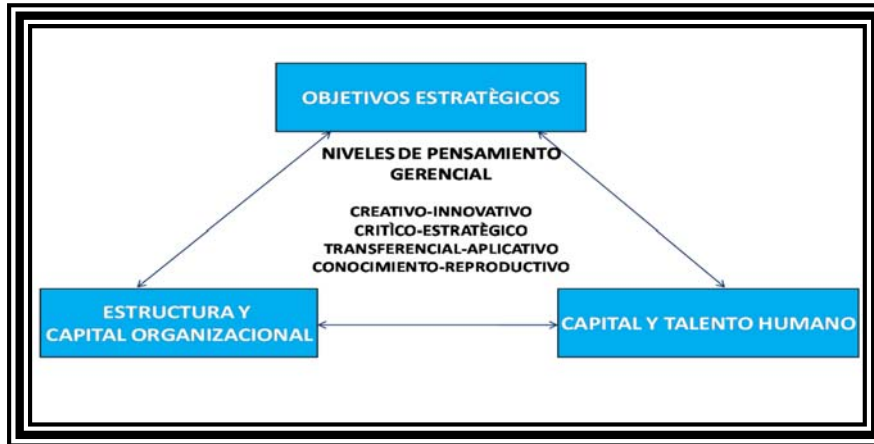 OBJETIVOS ESTRATÈGICOS
NIVELES DE PENSAMIENTO
GERENCIAL
CREATIVO-INNOVATIVO
CRITÌCO-ESTRATÈGICO
TRANSFERENCIAL-APLICATIVO
CONOCIMIENTO-REPRODUCTIVO
ESTRUCTURA Y
CAPITAL ORGANIZACIONAL
CAPITAL Y TALENTO HUMANO